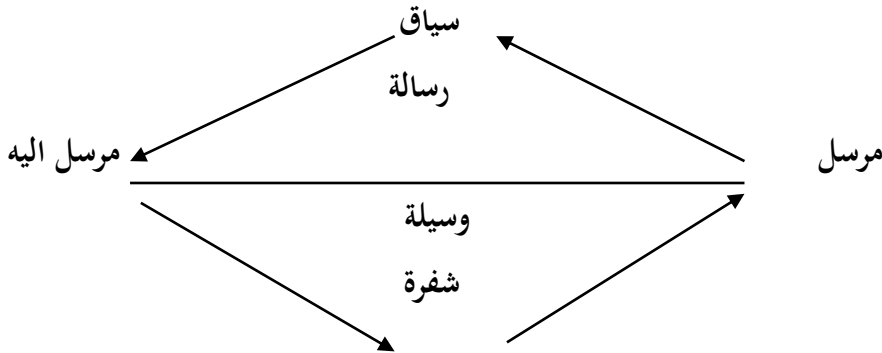 سياق
رسالة
مرسل
مرسل اليه
وسيلة
شفرة